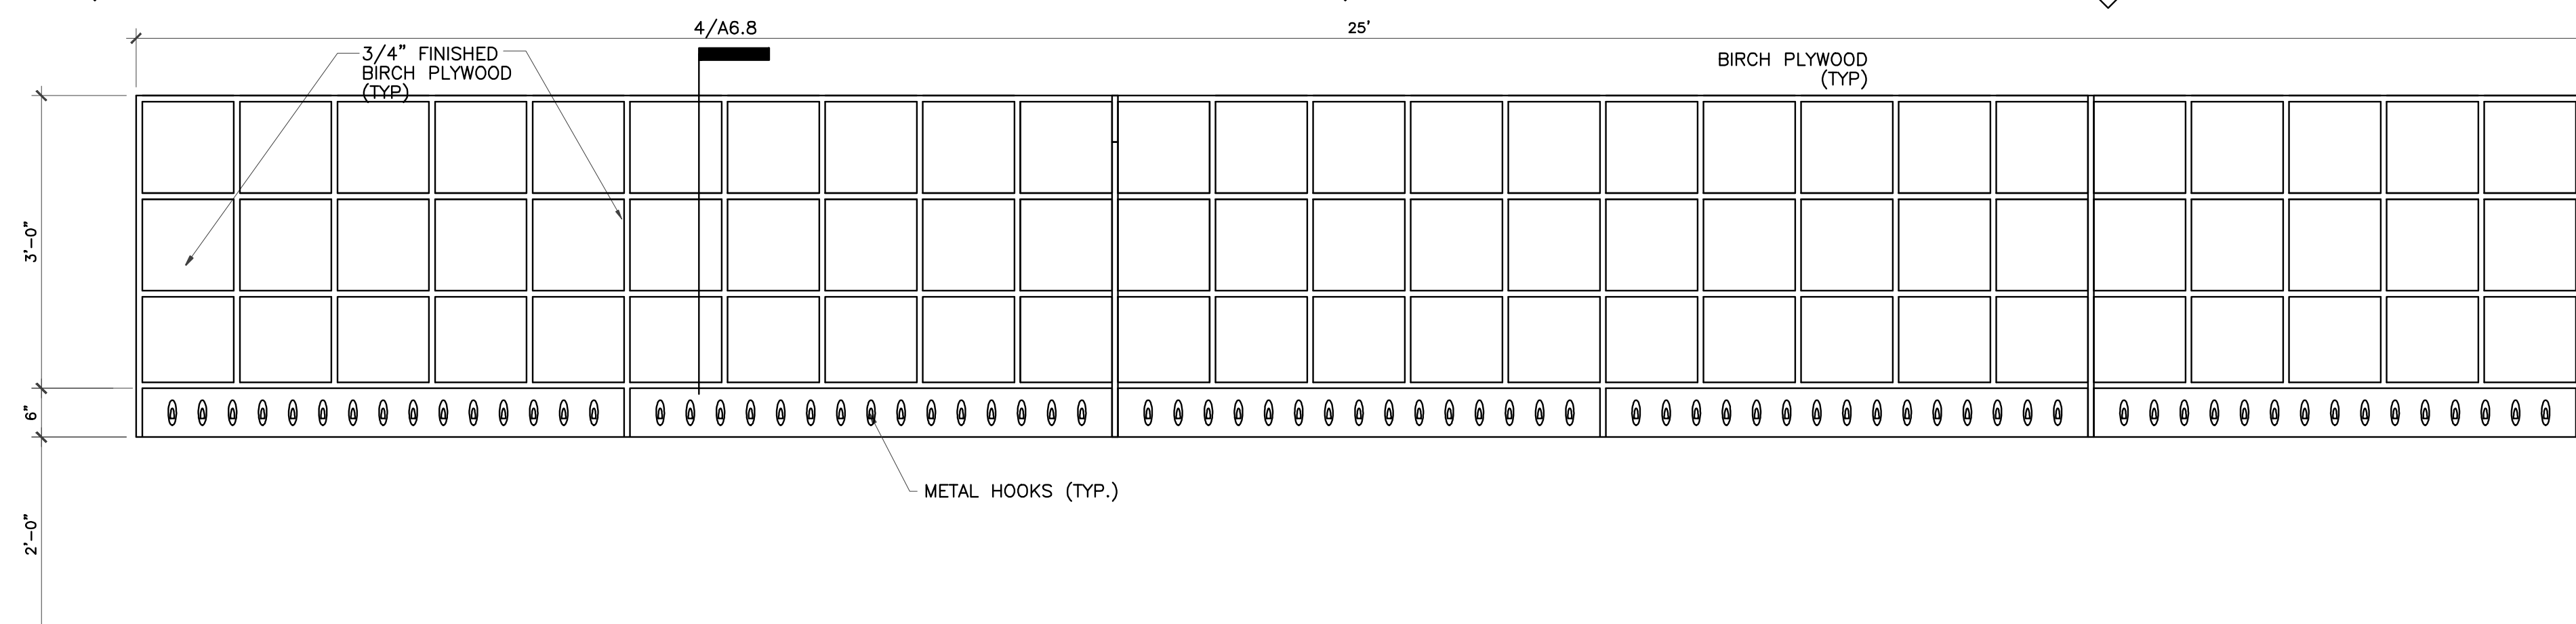 4/A6.8
25'
3/4" FINISHED
BIRCH PLYWOOD
(TYP)
BIRCH PLYWOOD
(TYP)
3'-0"
6"
METAL HOOKS (TYP.)
2'-0"